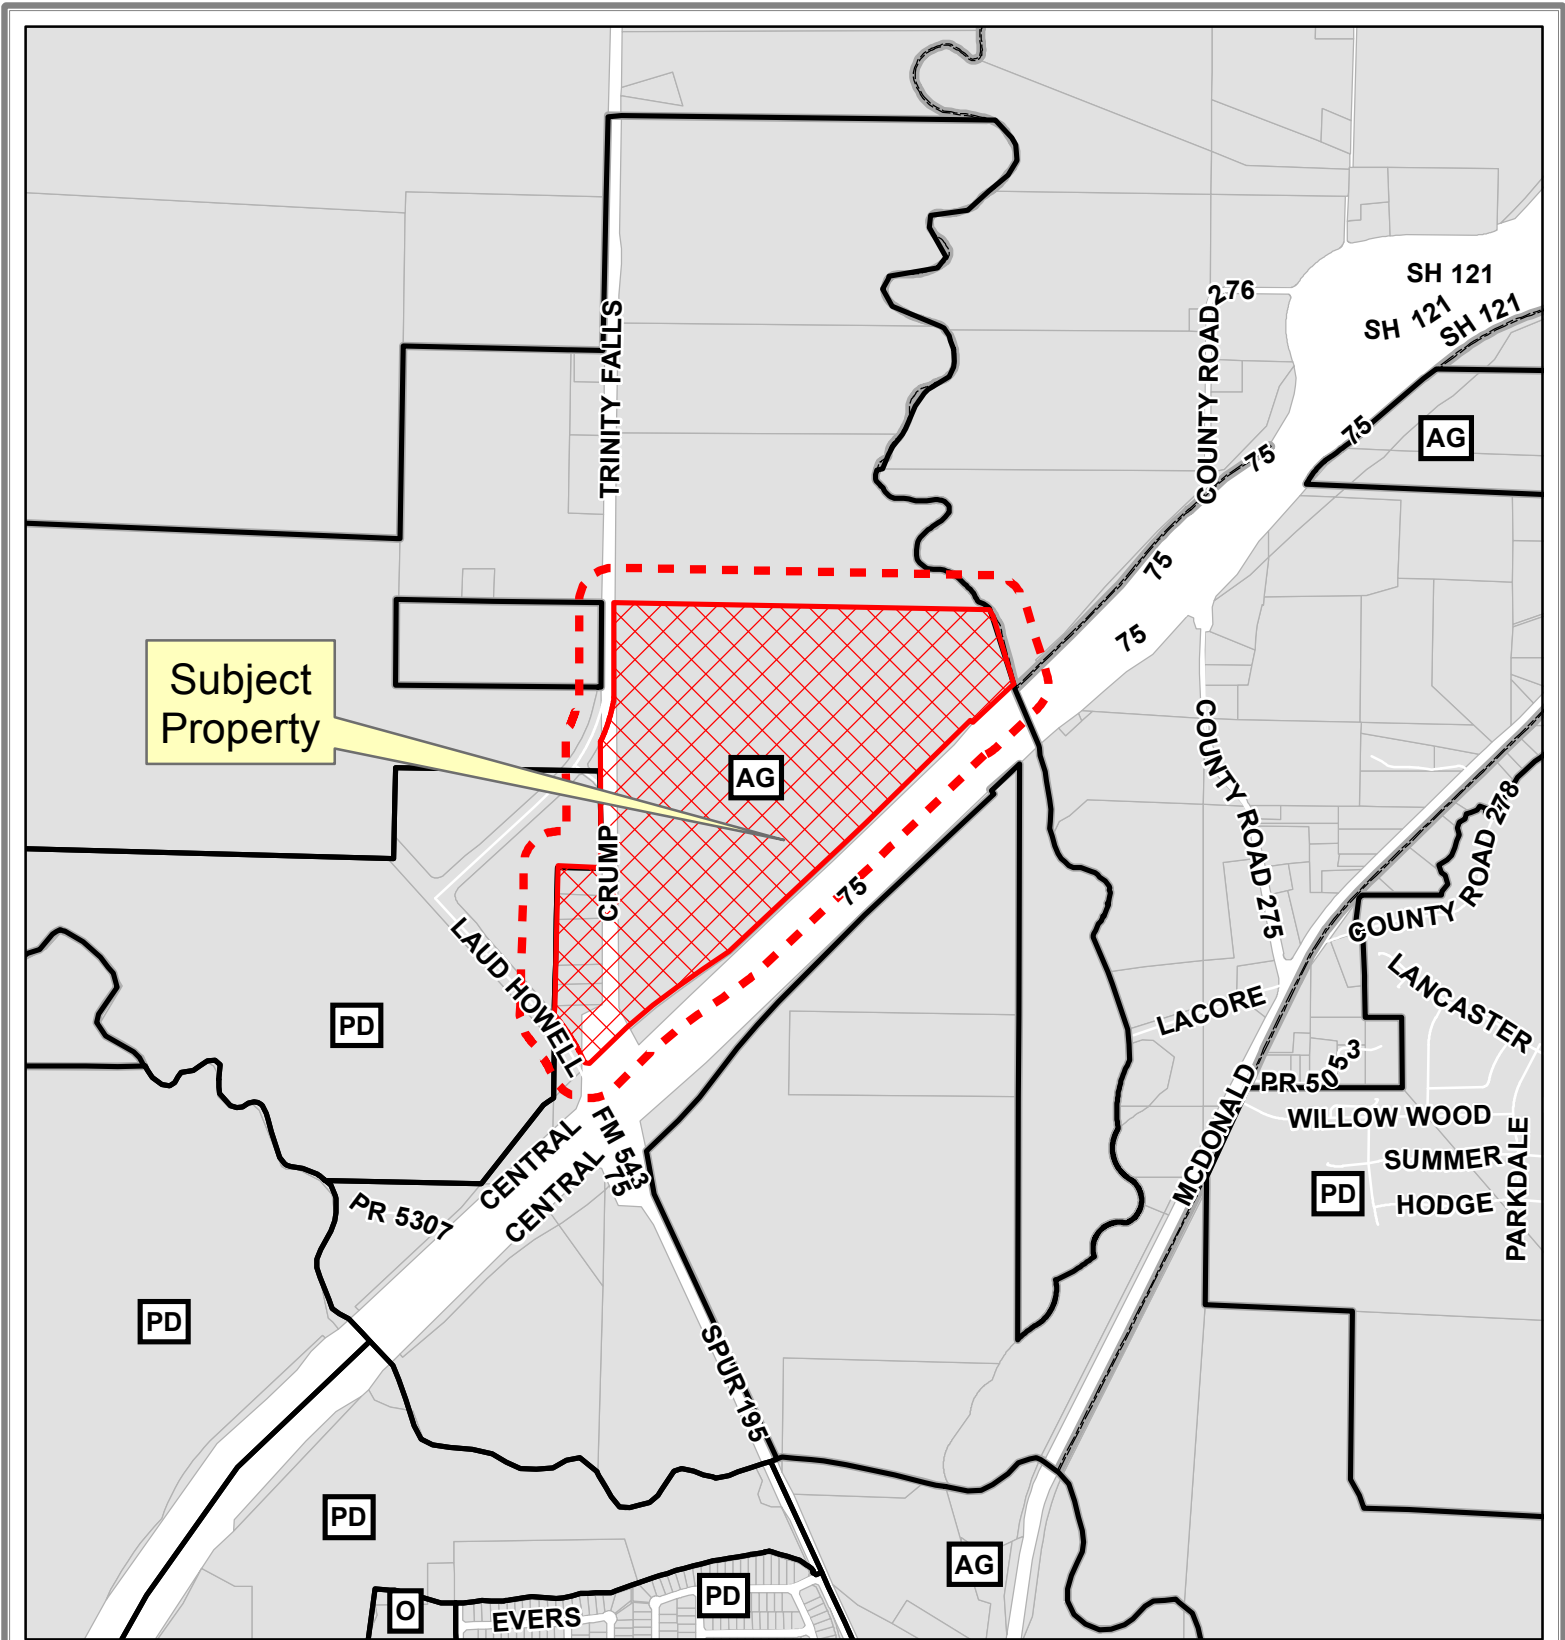 SH 121
276
SH 121
SH 121
TRINITY FALLS
COUNTY ROAD
75
AG
75
75
75
Subject
Property
AG
COUNTY ROAD 275
COUNTY ROAD 278
CRUMP
75
LAUD HOWELL
LANCASTER
LACORE
PD
PR 5053
MCDONALD
WILLOW WOOD
FM 543
CENTRAL
CENTRAL
75
SUMMER
PARKDALE
PD
HODGE
PR 5307
PD
SPUR 195
PD
AG
PD
O
EVERS